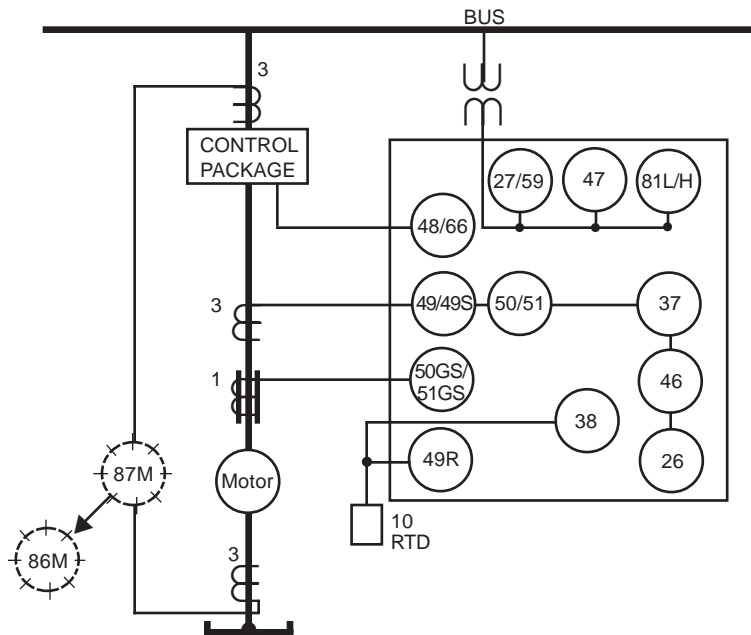 BUS
3
CONTROL
PACKAGE
27/59
47
81L/H
48/66
3
49/49S
50/51
37
1
50GS/
51GS
46
38
87M
Motor
49R
26
10
RTD
86M
3